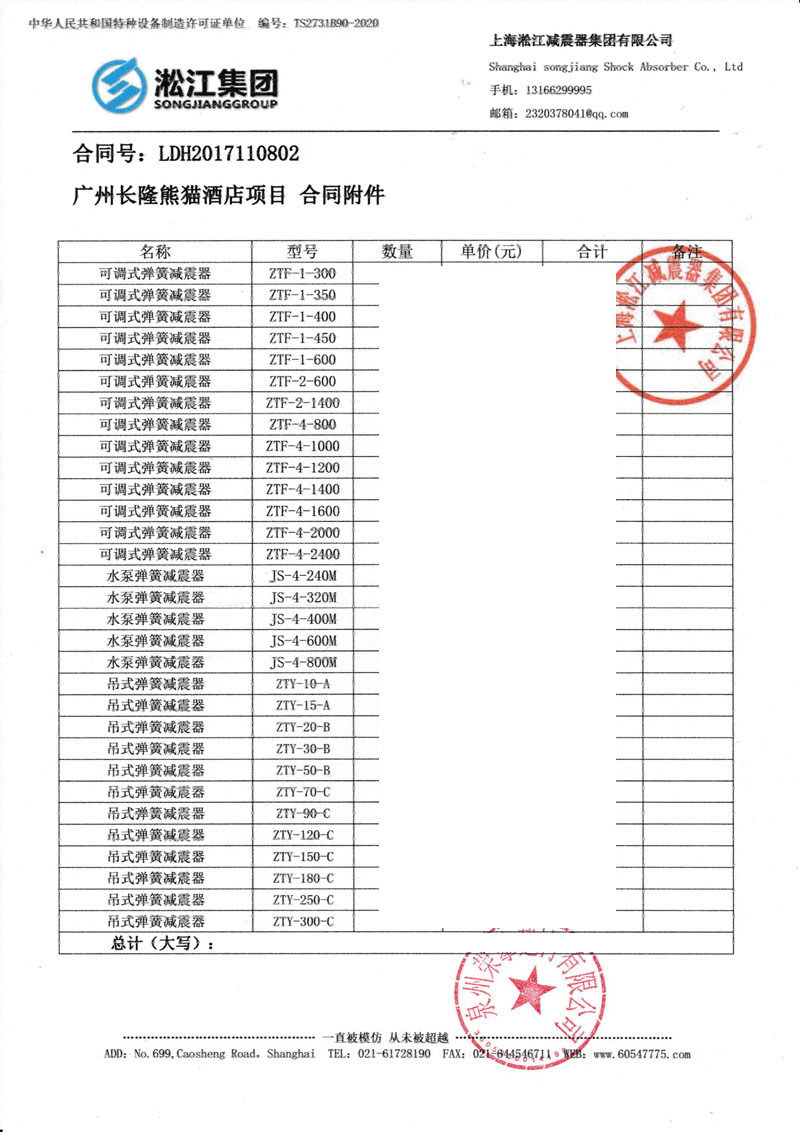 中华人民共和国特种设备制造许可证单位 编号：TS2731B90-2020
上海淞江减震器集团有限公司
Shanghai songjiang Shock Absorber Co., Ltd
手机：13166299995
邮箱：2320378041@qq.com
淞江集团
SONGJIANGGROUP
合同号：LDH2017110802
广州长隆熊猫酒店项目 合同附件
名称 型号 数量 单价(元) 合计 备注
可调式弹簧减震器 ZTF-1-300
可调式弹簧减震器 ZTF-1-350
可调式弹簧减震器 ZTF-1-400
可调式弹簧减震器 ZTF-1-450
可调式弹簧减震器 ZTF-1-600
可调式弹簧减震器 ZTF-2-600
可调式弹簧减震器 ZTF-2-1400
可调式弹簧减震器 ZTF-4-800
可调式弹簧减震器 ZTF-4-1000
可调式弹簧减震器 ZTF-4-1200
可调式弹簧减震器 ZTF-4-1400
可调式弹簧减震器 ZTF-4-1600
可调式弹簧减震器 ZTF-4-2000
可调式弹簧减震器 ZTF-4-2400
水泵弹簧减震器 JS-4-240M
水泵弹簧减震器 JS-4-320M
水泵弹簧减震器 JS-4-400M
水泵弹簧减震器 JS-4-600M
水泵弹簧减震器 JS-4-800M
吊式弹簧减震器 ZTY-10-A
吊式弹簧减震器 ZTY-15-A
吊式弹簧减震器 ZTY-20-B
吊式弹簧减震器 ZTY-30-B
吊式弹簧减震器 ZTY-50-B
吊式弹簧减震器 ZTY-70-C
吊式弹簧减震器 ZTY-90-C
吊式弹簧减震器 ZTY-120-C
吊式弹簧减震器 ZTY-150-C
吊式弹簧减震器 ZTY-180-C
吊式弹簧减震器 ZTY-250-C
吊式弹簧减震器 ZTY-300-C
总计（大写）：
上海淞江减震器集团有限公司
泉州荣 有限公司
一直被模仿 从未被超越
ADD: No.699,Caosheng Road, Shanghai TEL: 021-61728190 FAX: 021-644546711 WEB: www.60547775.com